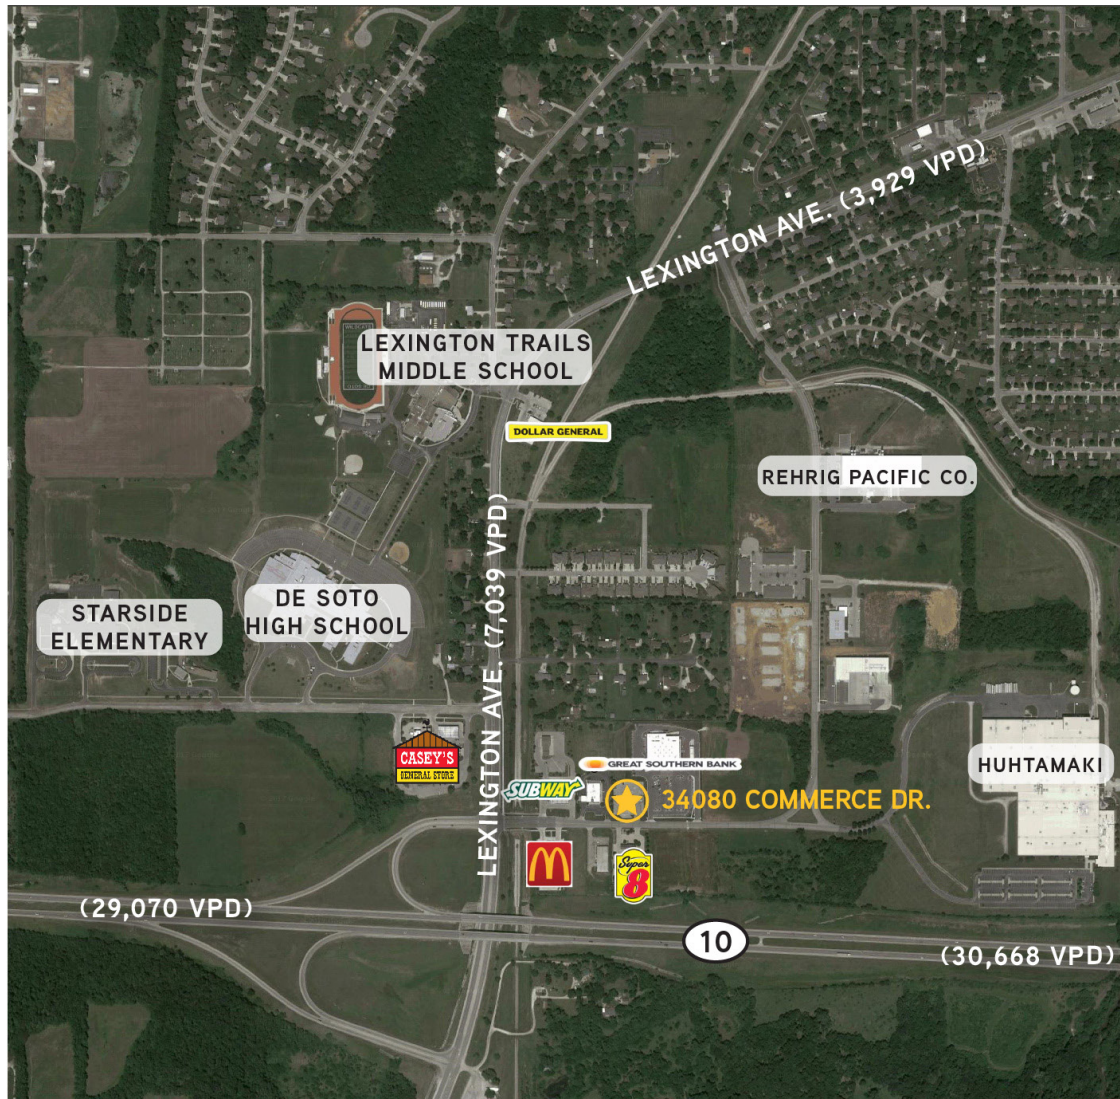 LEXINGTON AVE. (3,929 VPD)
LEXINGTON TRAILS
MIDDLE SCHOOL
DOLLAR GENERAL
REHRIG PACIFIC CO.
LEXINGTON AVE. (7,039 VPD)
STARSIDE
ELEMENTARY
DE SOTO
HIGH SCHOOL
CASEY'S
GENERAL STORE
GREAT SOUTHERN BANK
HUHTAMAKI
SUBWAY
34080 COMMERCE DR.
Super
8
(29,070 VPD)
10
(30,668 VPD)